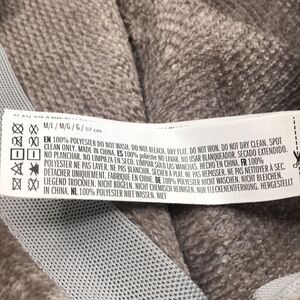 M/L / M/G / G / 57 cm
EN 100% POLYESTER DO NOT WASH. DO NOT BLEACH. DRY FLAT. DO NOT IRON. DO NOT DRY CLEAN. SPOT
CLEAN ONLY. MADE IN CHINA. ES 100% poliéster NO LAVAR. NO USAR BLANQUEADOR. SECADO EXTENDIDO.
NO PLANCHAR. NO LIMPIEZA EN SECO. LIMPIAR LAS MANCHAS. HECHO EN CHINA. FR 100%
POLYESTER NE PAS LAVER. NE PAS BLANCHIR. SÉCHER À PLAT. NE PAS REPASSER. NE PAS NETTOYER À SEC.
DETACHER UNIQUEMENT. FABRIQUE EN CHINE. DE 100% POLYESTER NICHT WASCHEN. NICHT BLEICHEN.
LIEGEND TROCKNEN. NICHT BÜGELN. NICHT CHEMISCH REINIGEN. NUR FLECKENENTFERNUNG. HERGESTELLT
IN CHINA. NL 100% POLYESTER WASSEN. NIET